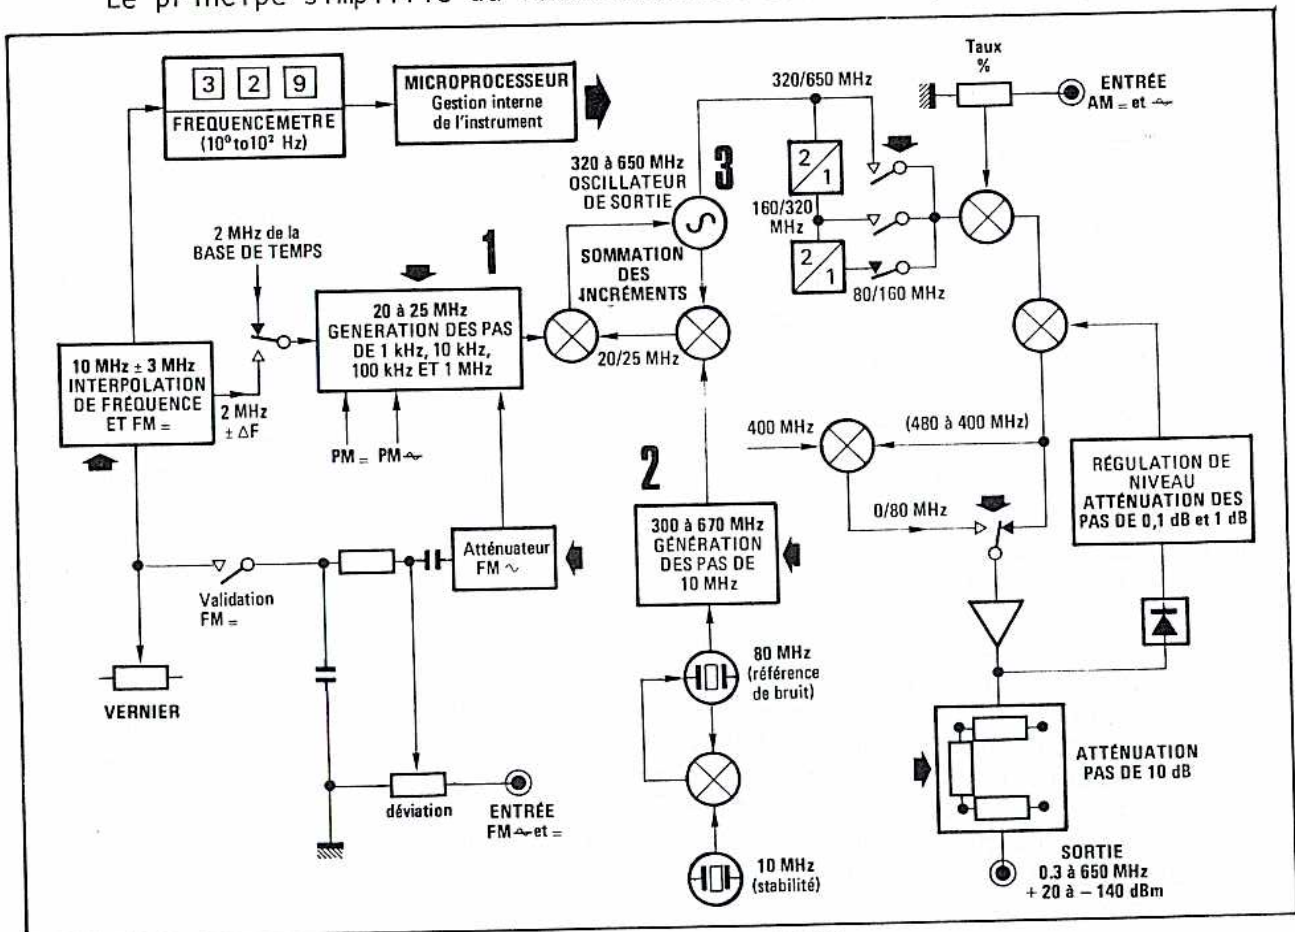 Le principe simplifié du
3 2 9
FREQUENCEMETRE
(10⁰ to 10² Hz)
MICROPROCESSEUR
Gestion interne
de l'instrument
320/650 MHz
Taux
%
ENTRÉE
AM = et
2
1
160/320
MHz
2
1
80/160 MHz
320 à 650 MHz
OSCILLATEUR
DE SORTIE
3
SOMMATION
DES
INCRÉMENTS
2 MHz de la
BASE DE TEMPS
1
20 à 25 MHz
GENERATION DES PAS
DE 1 kHz, 10 kHz,
100 kHz ET 1 MHz
20/25 MHz
10 MHz ± 3 MHz
INTERPOLATION
DE FRÉQUENCE
ET FM =
2 MHz
± ΔF
PM = PM
400 MHz
(480 à 400 MHz)
0/80 MHz
RÉGULATION DE
NIVEAU
ATTÉNUATION DES
PAS DE 0,1 dB et 1 dB
2
300 à 670 MHz
GÉNÉRATION
DES PAS DE
10 MHz
Atténuateur
FM ∿
Validation
FM =
VERNIER
80 MHz
(référence
de bruit)
déviation
ENTRÉE
FM et =
10 MHz
(stabilité)
ATTÉNUATION
PAS DE 10 dB
SORTIE
0.3 à 650 MHz
+ 20 à – 140 dBm